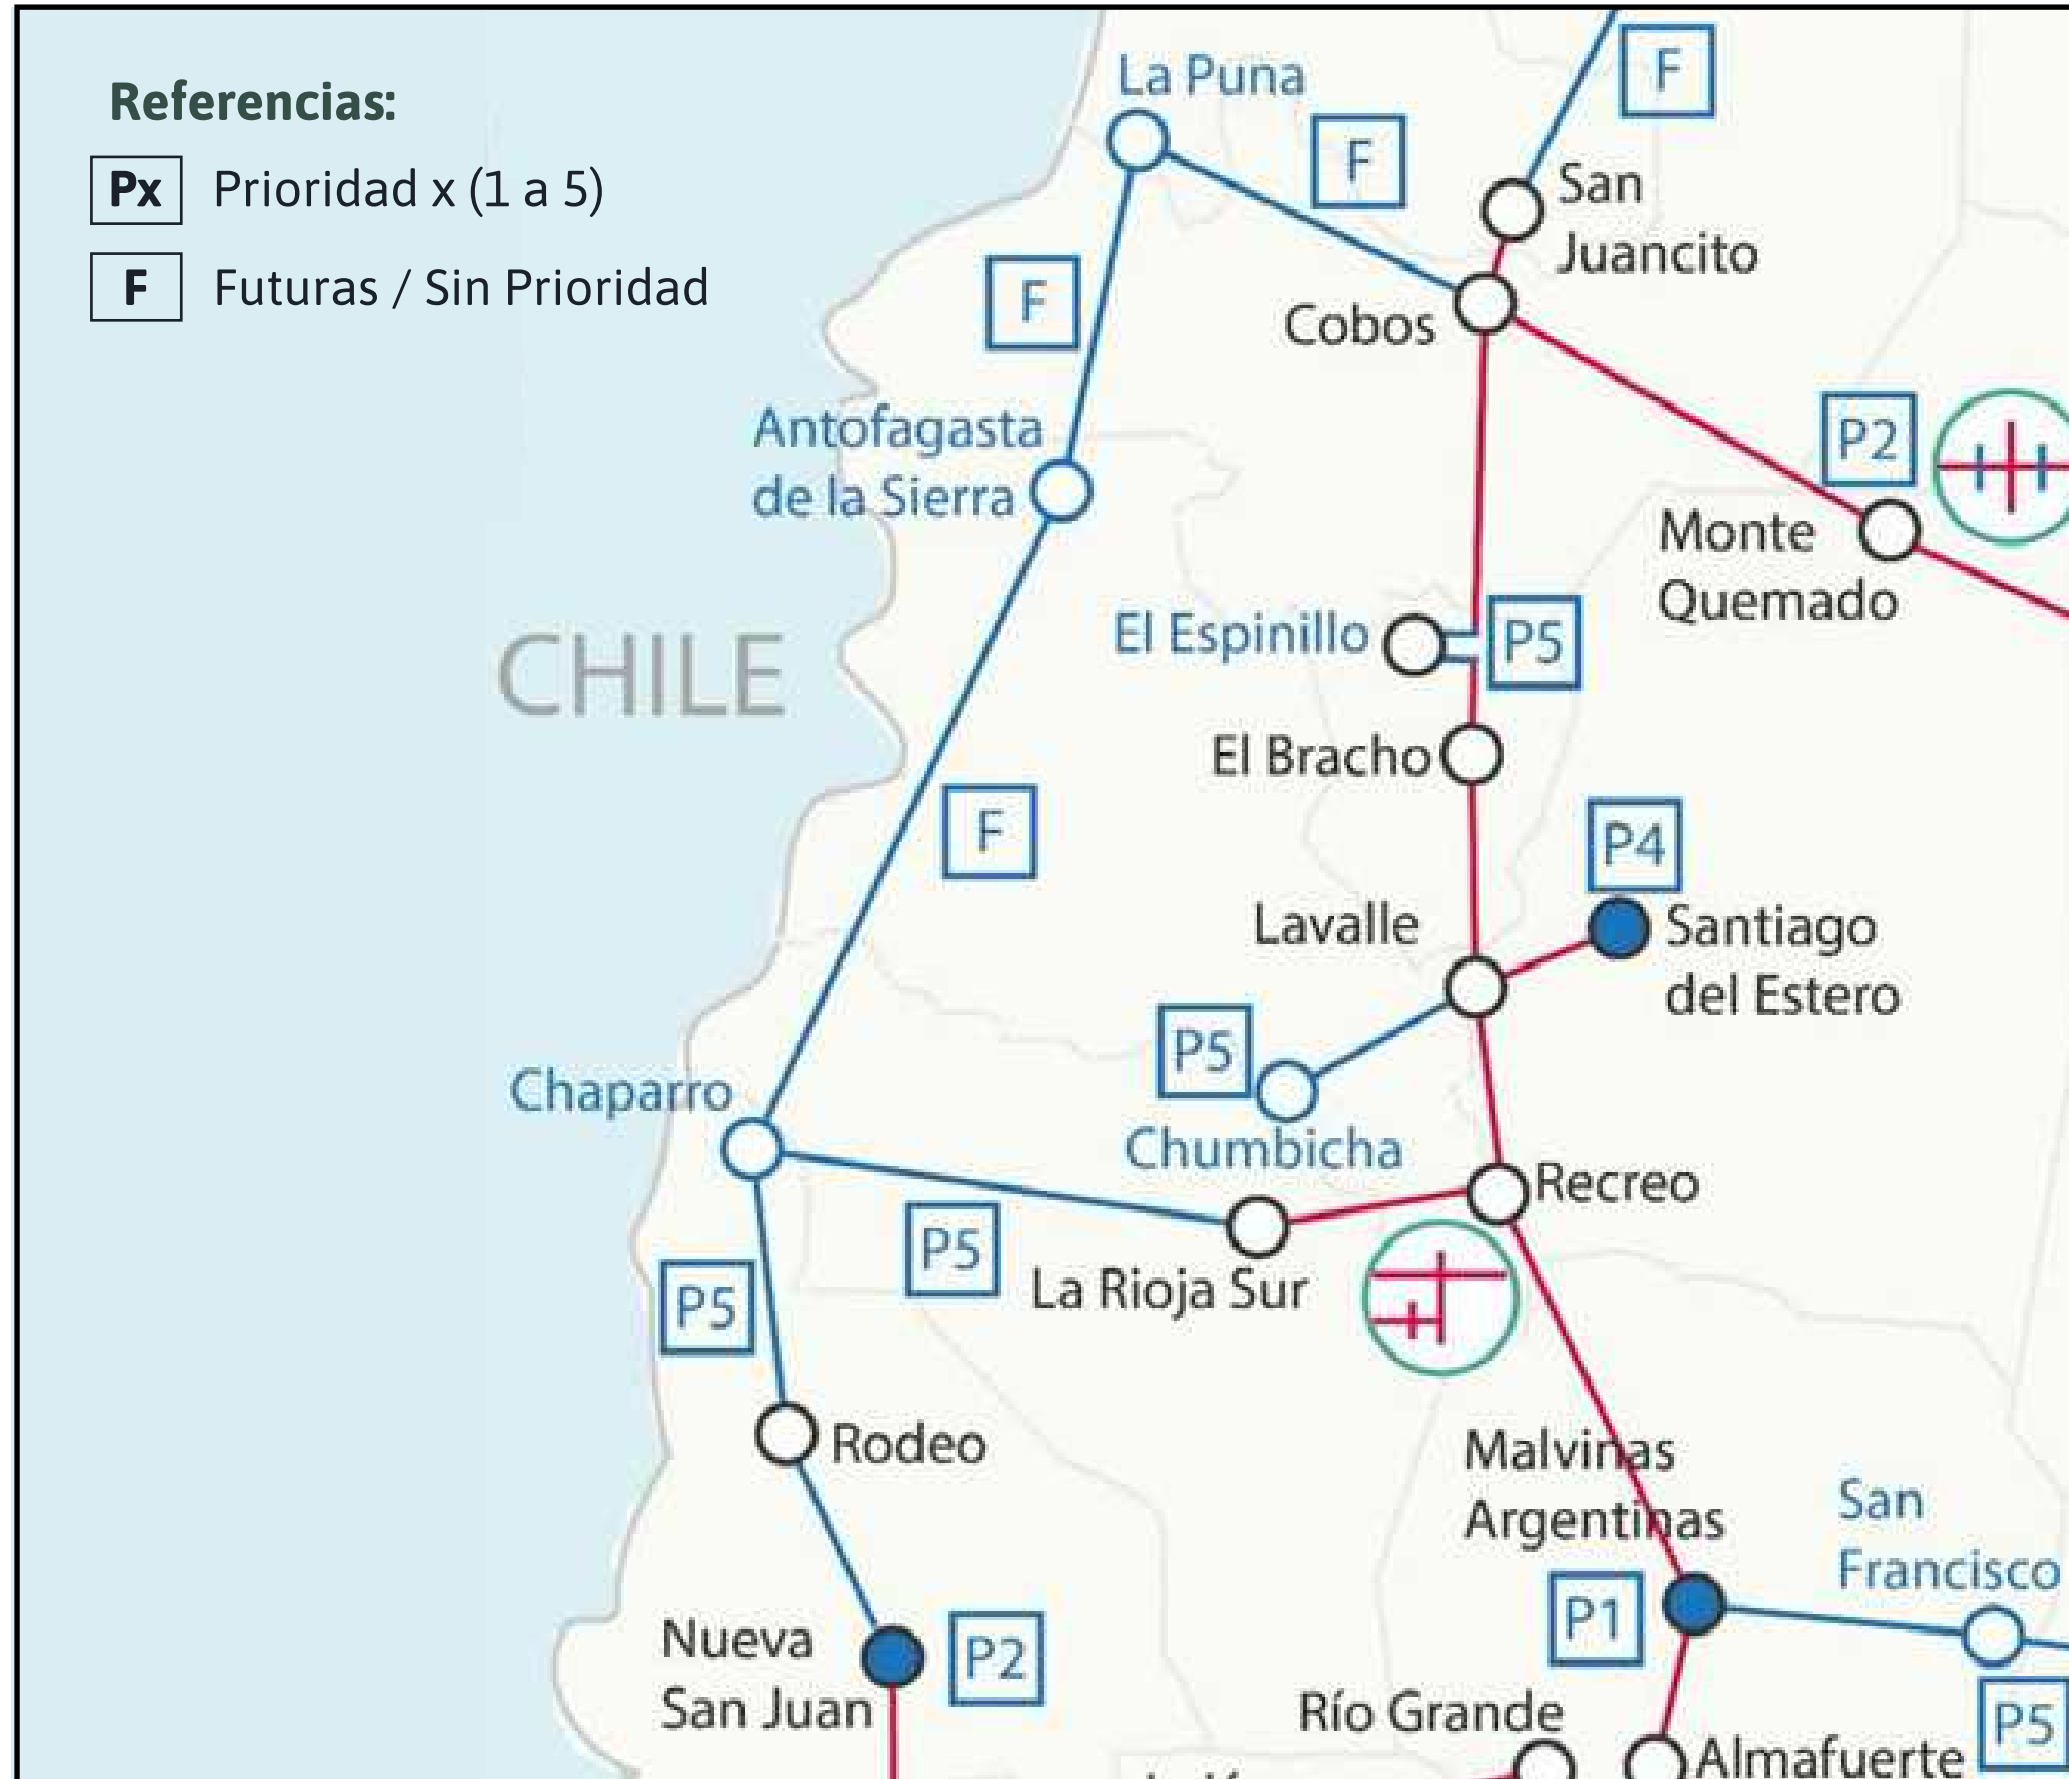 Referencias:
Px Prioridad x (1 a 5)
F Futuras / Sin Prioridad
F
La Puna
F
San
Juancito
F
Cobos
Antofagasta
de la Sierra
P2
Monte
Quemado
CHILE
El Espinillo
P5
El Bracho
F
P4
Lavalle
Santiago
del Estero
P5
Chaparro
Chumbicha
Recreo
P5
La Rioja Sur
P5
Rodeo
Malvinas
Argentinas
San
Francisco
P1
Nueva
San Juan
P2
Río Grande
P5
Almafuerte